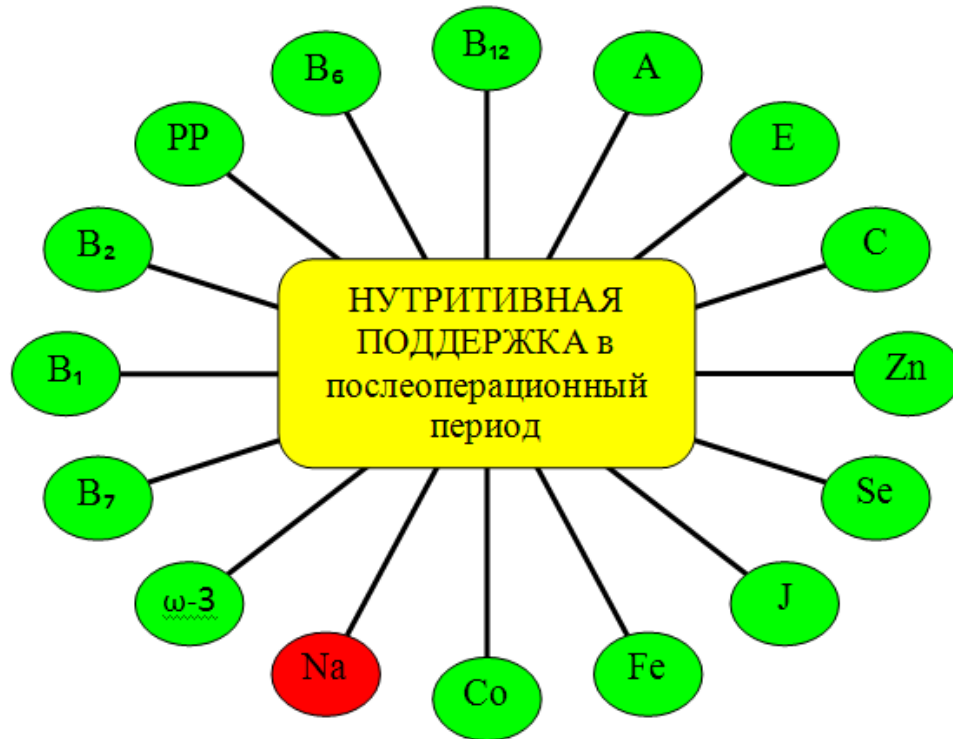 B₁₂
B₆
A
PP
E
B₂
C
НУТРИТИВНАЯ
ПОДДЕРЖКА в
послеоперационный
период
B₁
Zn
B₇
Se
ω-3
J
Na
Co
Fe